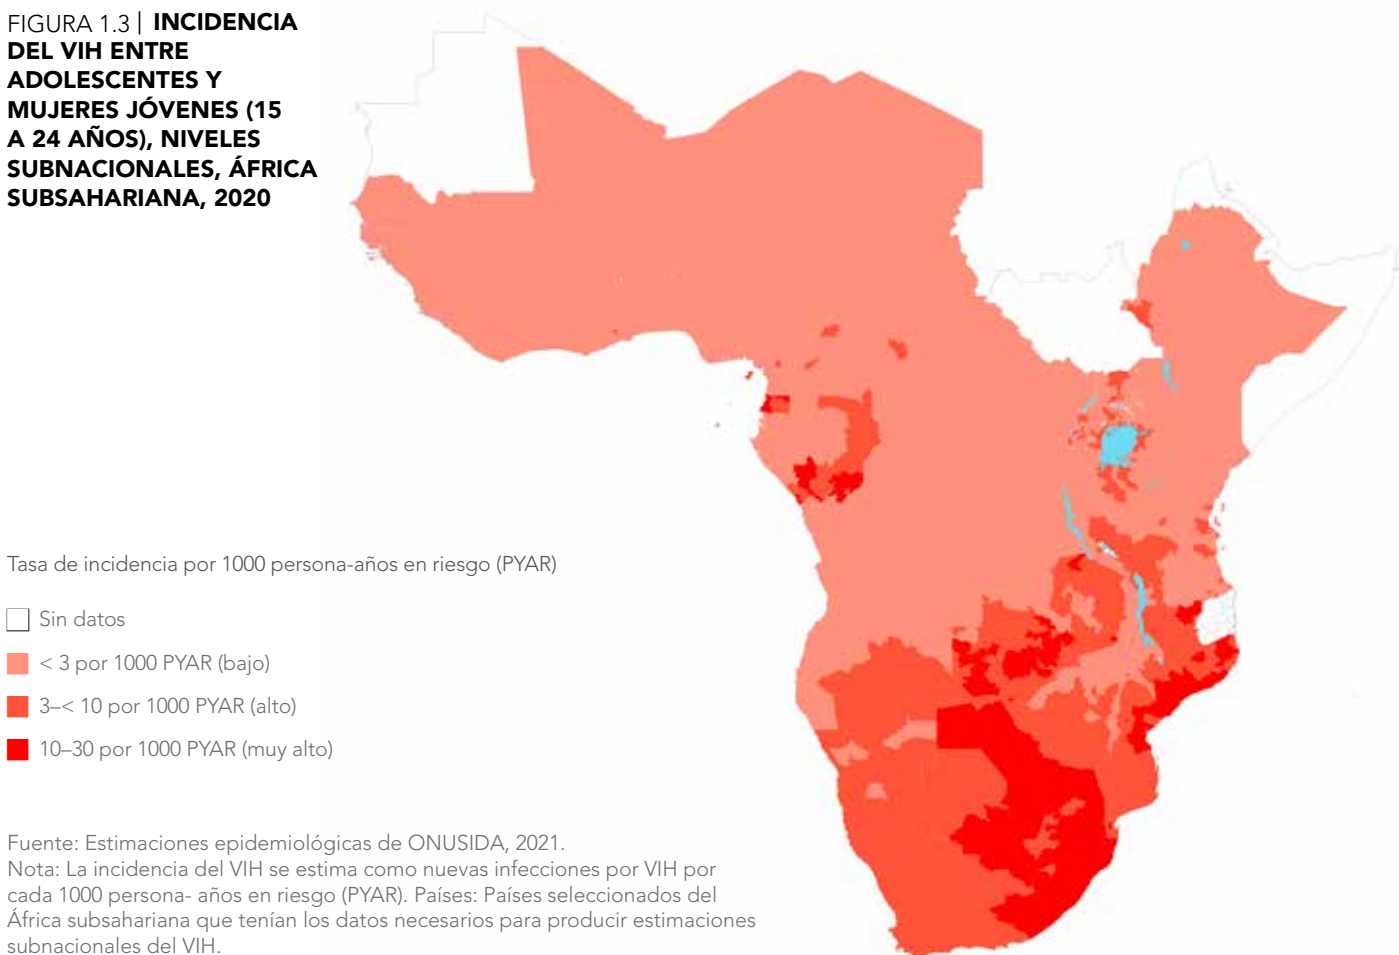 FIGURA 1.3 | INCIDENCIA
DEL VIH ENTRE
ADOLESCENTES Y
MUJERES JÓVENES (15
A 24 AÑOS), NIVELES
SUBNACIONALES, ÁFRICA
SUBSAHARIANA, 2020
Tasa de incidencia por 1000 persona-años en riesgo (PYAR)
Sin datos
< 3 por 1000 PYAR (bajo)
3–< 10 por 1000 PYAR (alto)
10–30 por 1000 PYAR (muy alto)
Fuente: Estimaciones epidemiológicas de ONUSIDA, 2021.
Nota: La incidencia del VIH se estima como nuevas infecciones por VIH por
cada 1000 persona- años en riesgo (PYAR). Países: Países seleccionados del
África subsahariana que tenían los datos necesarios para producir estimaciones
subnacionales del VIH.